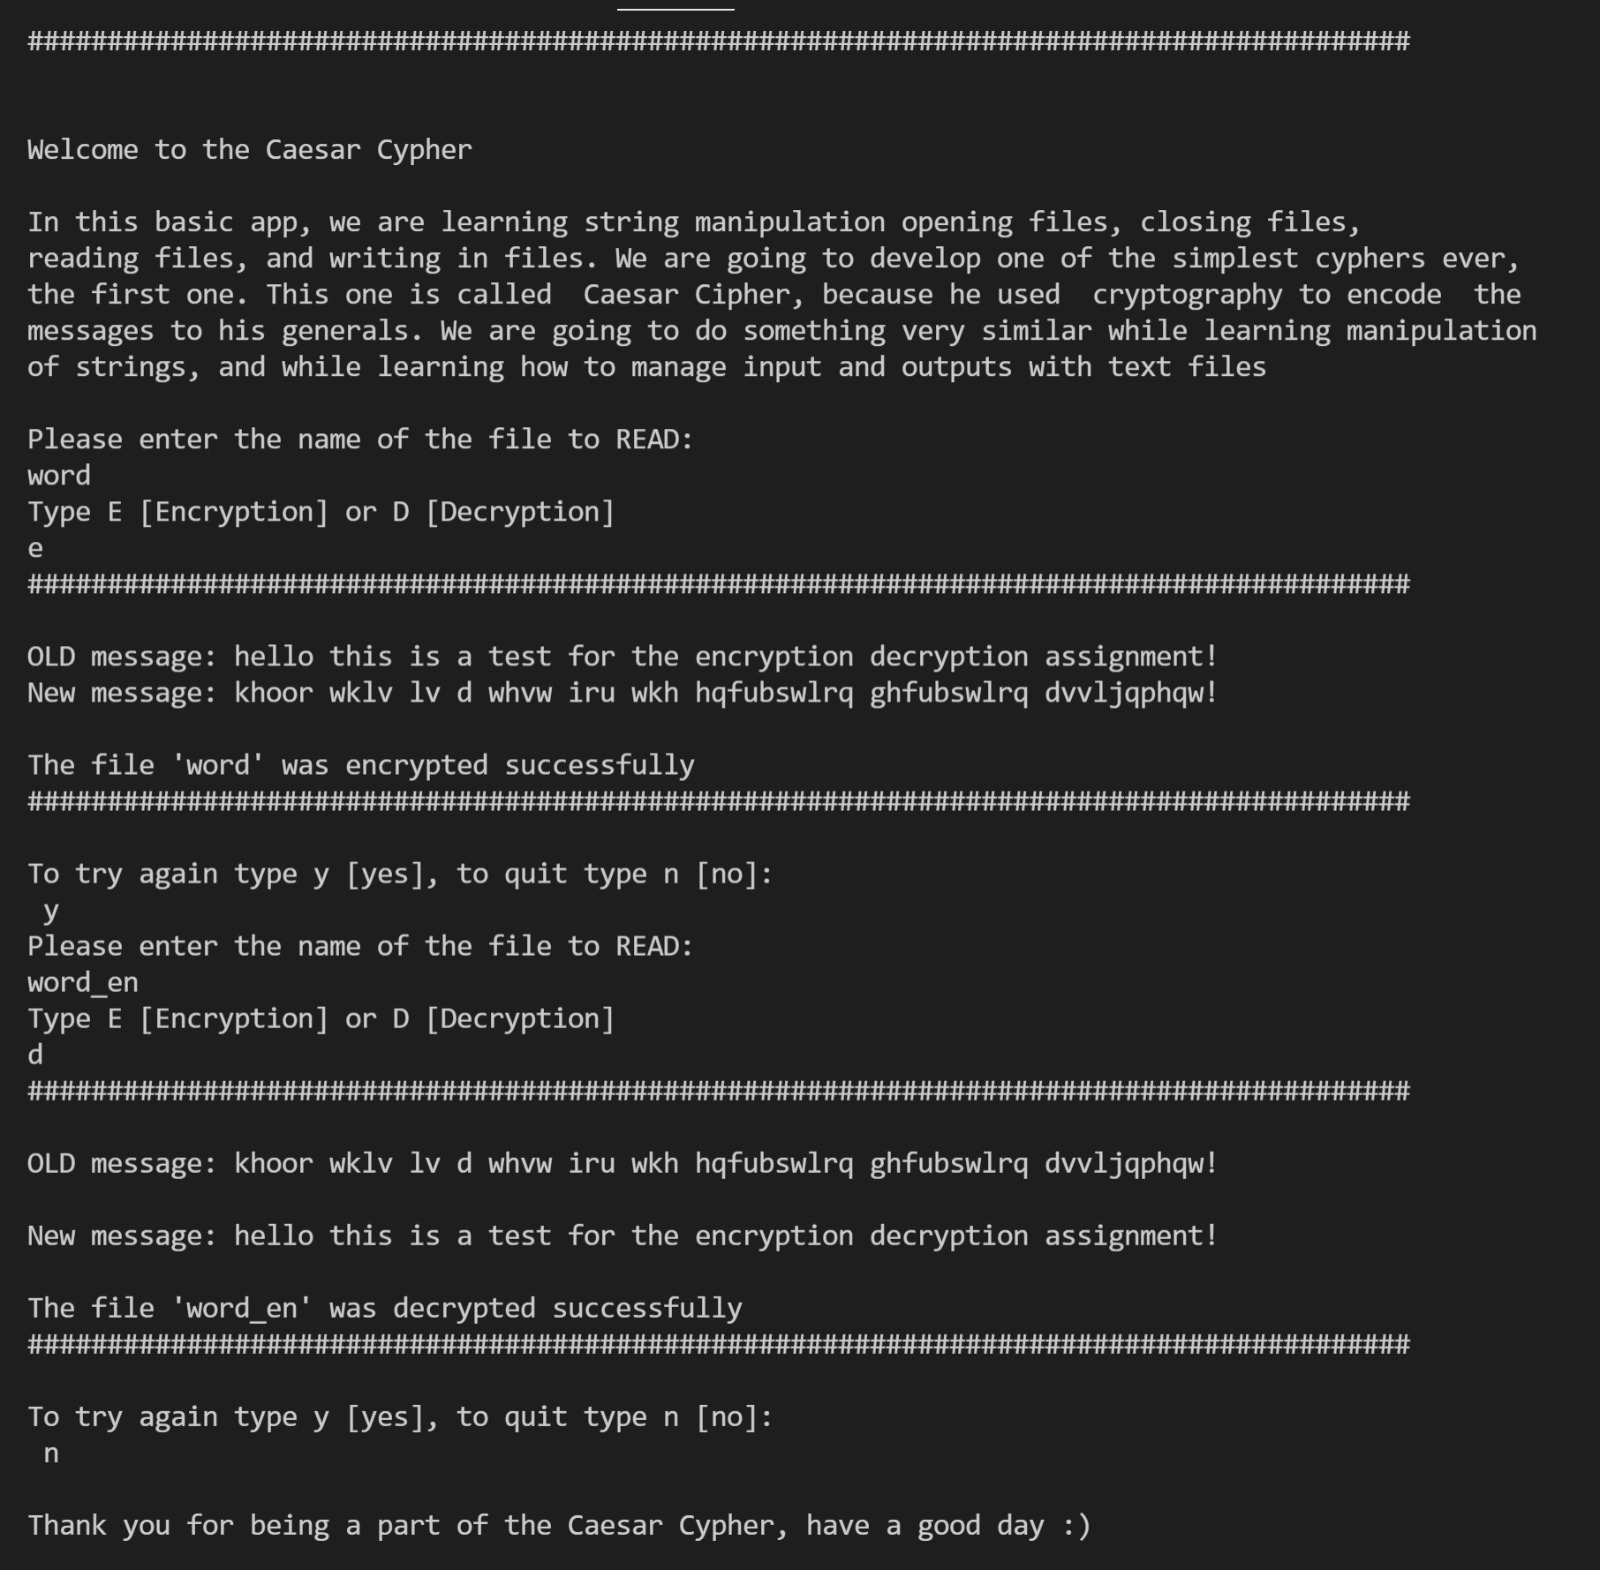 #######################################################################################
Welcome to the Caesar Cypher
In this basic app, we are learning string manipulation opening files, closing files,
reading files, and writing in files. We are going to develop one of the simplest cyphers ever,
the first one. This one is called  Caesar Cipher, because he used  cryptography to encode  the
messages to his generals. We are going to do something very similar while learning manipulation
of strings, and while learning how to manage input and outputs with text files
Please enter the name of the file to READ:
word
Type E [Encryption] or D [Decryption]
e
#######################################################################################
OLD message: hello this is a test for the encryption decryption assignment!
New message: khoor wklv lv d whvw iru wkh hqfubswlrq ghfubswlrq dvvljqphqw!
The file 'word' was encrypted successfully
#######################################################################################
To try again type y [yes], to quit type n [no]:
 y
Please enter the name of the file to READ:
word_en
Type E [Encryption] or D [Decryption]
d
#######################################################################################
OLD message: khoor wklv lv d whvw iru wkh hqfubswlrq ghfubswlrq dvvljqphqw!
New message: hello this is a test for the encryption decryption assignment!
The file 'word_en' was decrypted successfully
#######################################################################################
To try again type y [yes], to quit type n [no]:
 n
Thank you for being a part of the Caesar Cypher, have a good day :)